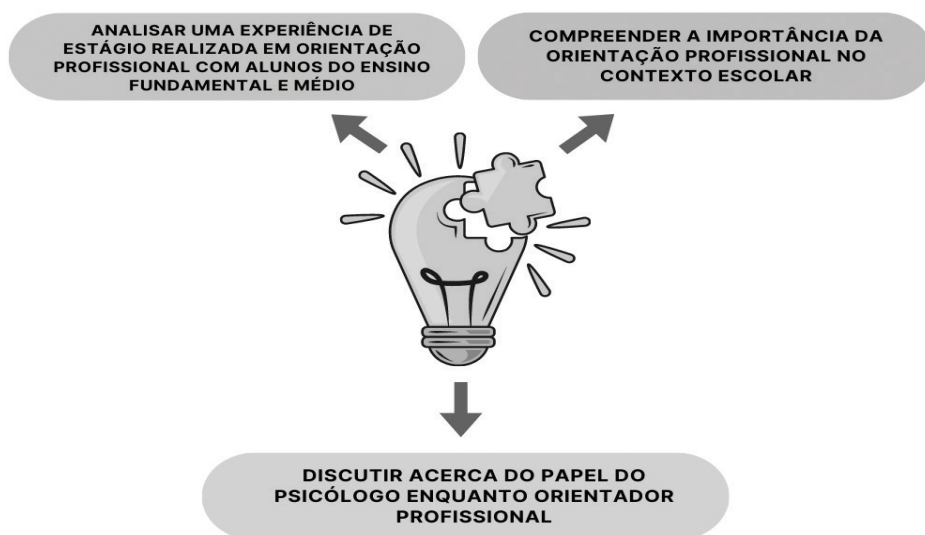 ANALISAR UMA EXPERIÊNCIA DE
ESTÁGIO REALIZADA EM ORIENTAÇÃO
PROFISSIONAL COM ALUNOS DO ENSINO
FUNDAMENTAL E MÉDIO
COMPREENDER A IMPORTÂNCIA DA
ORIENTAÇÃO PROFISSIONAL NO
CONTEXTO ESCOLAR
DISCUTIR ACERCA DO PAPEL DO
PSICÓLOGO ENQUANTO ORIENTADOR
PROFISSIONAL